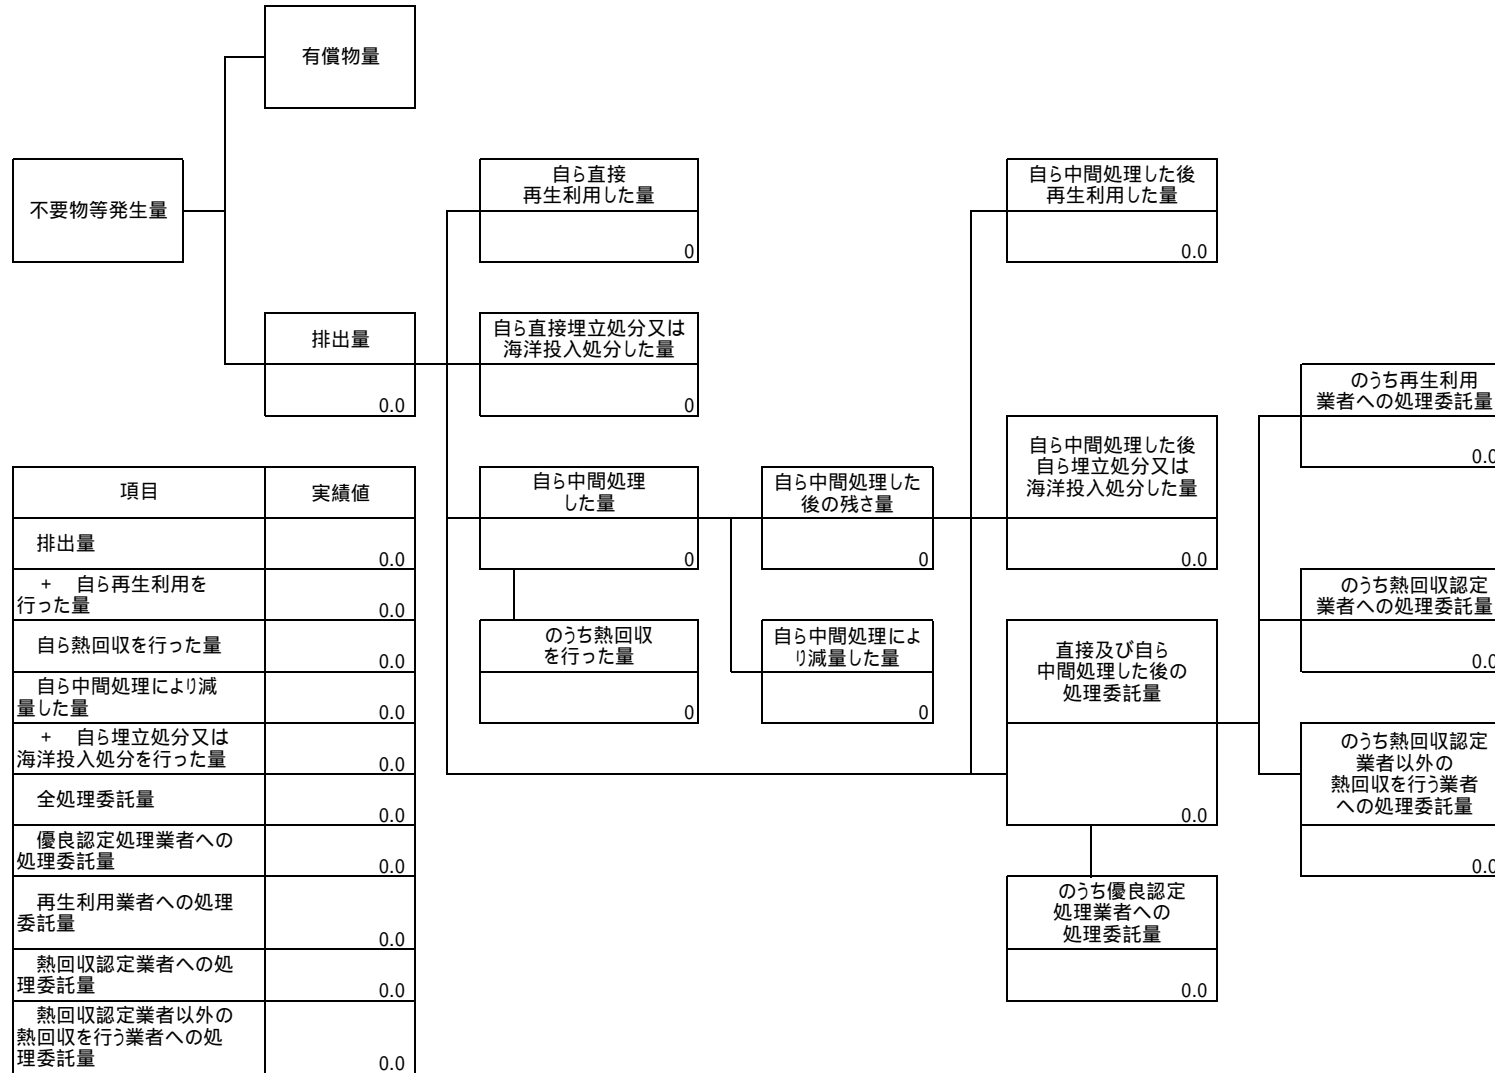 有償物量
不要物等発生量
自ら直接
再生利用した量
0
自ら中間処理した後
再生利用した量
0.0
排出量
0.0
自ら直接埋立処分又は
海洋投入処分した量
0
のうち再生利用
業者への処理委託量
0.0
自ら中間処理した後
自ら埋立処分又は
海洋投入処分した量
0.0
自ら中間処理
した量
0
自ら中間処理した
後の残さ量
0
のうち熱回収認定
業者への処理委託量
0.0
のうち熱回収
を行った量
0
自ら中間処理によ
り減量した量
0
直接及び自ら
中間処理した後の
処理委託量
0.0
のうち熱回収認定
業者以外の
熱回収を行う業者
への処理委託量
0.0
のうち優良認定
処理業者への
処理委託量
0.0
項目 実績値
排出量
0.0
+ 自ら再生利用を
行った量 0.0
自ら熱回収を行った量
0.0
自ら中間処理により減
量した量 0.0
+ 自ら埋立処分又は
海洋投入処分を行った量 0.0
全処理委託量
0.0
優良認定処理業者への
処理委託量 0.0
再生利用業者への処理
委託量
0.0
熱回収認定業者への処
理委託量 0.0
熱回収認定業者以外の
熱回収を行う業者への処
理委託量 0.0